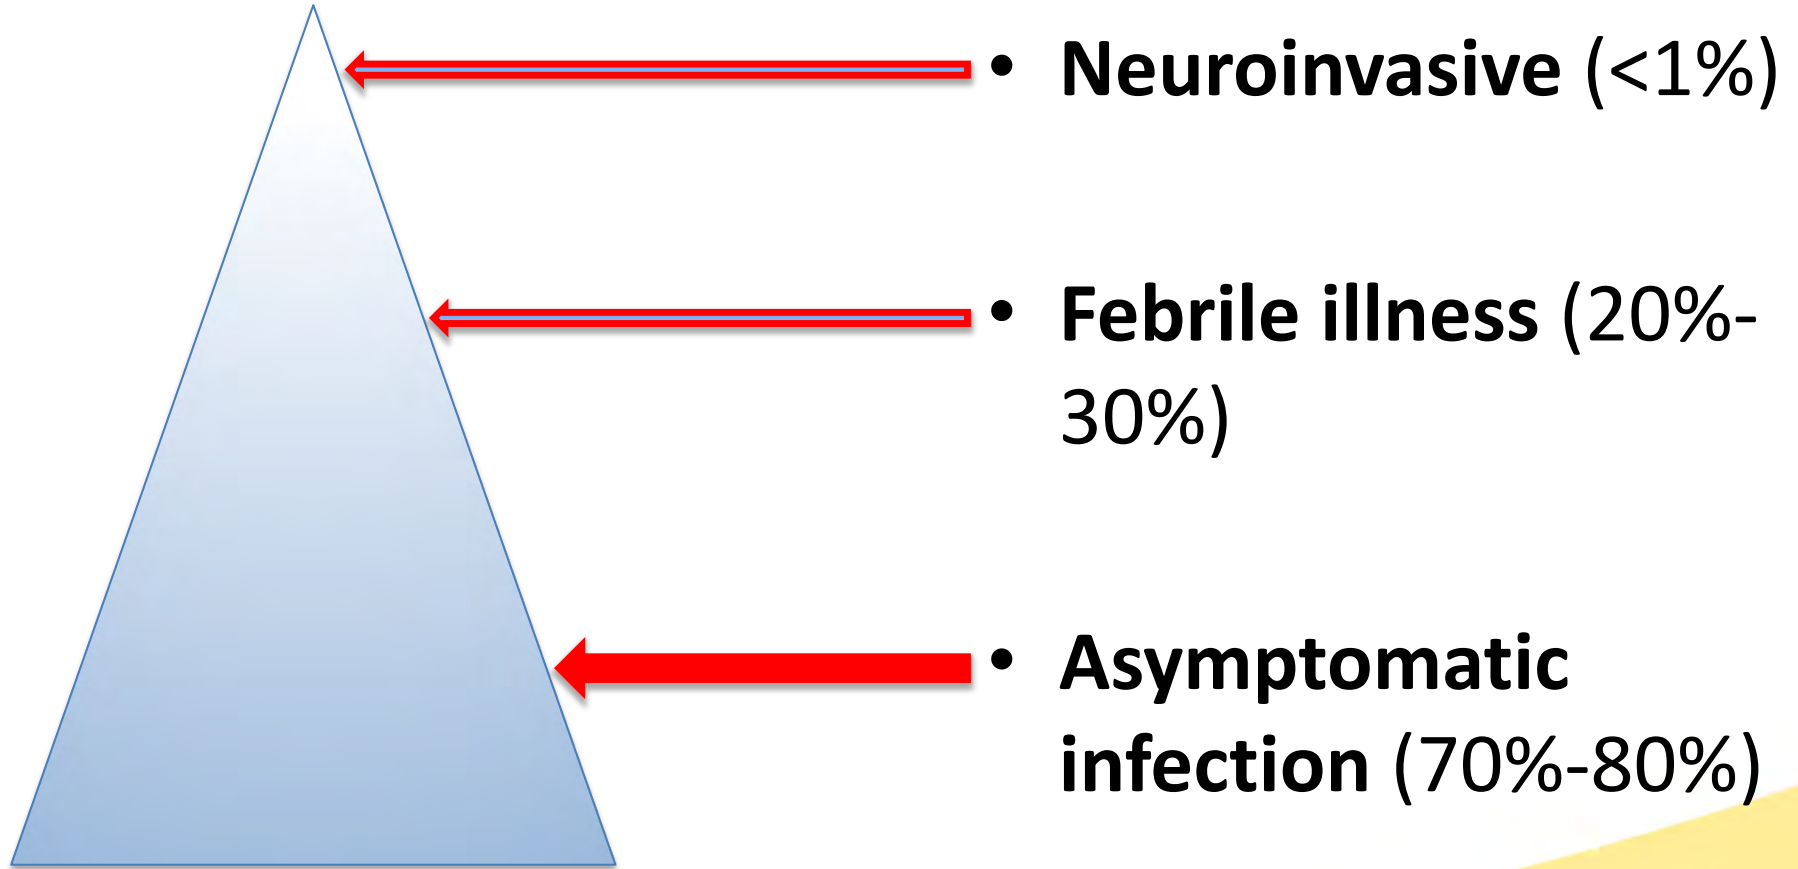 • Neuroinvasive (<1%)
• Febrile illness (20%-
30%)
• Asymptomatic
infection (70%-80%)